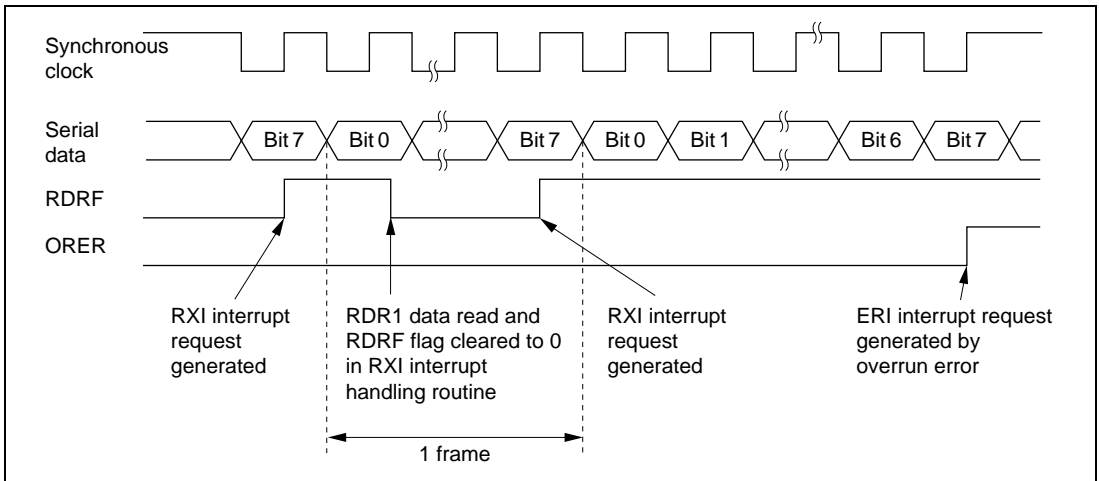 Synchronous
clock
Serial
data
Bit 7
Bit 0
Bit 7
Bit 0
Bit 1
Bit 6
Bit 7
RDRF
ORER
RXI interrupt
request
generated
RDR1 data read and
RDRF flag cleared to 0
in RXI interrupt
handling routine
RXI interrupt
request
generated
ERI interrupt request
generated by
overrun error
1 frame